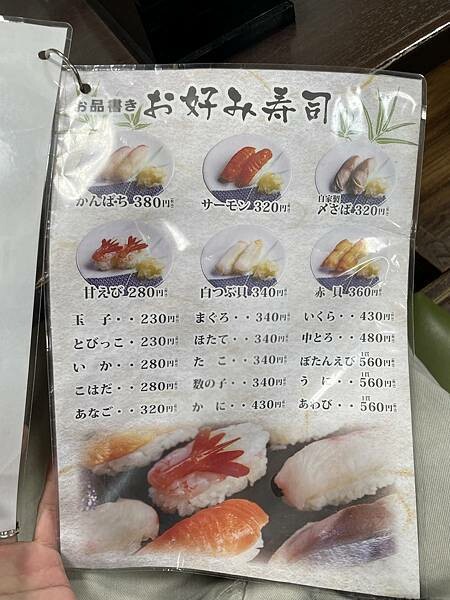 お品書き お好み寿司
かんぱち 380円
サーモン 320円
自家製
〆さば 320円
甘えび 280円
白つぶ貝 340円
赤貝 360円
玉子・・230円
まぐろ・・340円
いくら・・430円
とびっこ・230円
ほたて・・340円
中とろ・・480円
いか・・280円
たこ・・340円
ぼたんえび 1貫 560円
こはだ・・280円
数の子・・340円
うに・・1貫 560円
あなご・・320円
かに・・430円
あわび・・1貫 560円